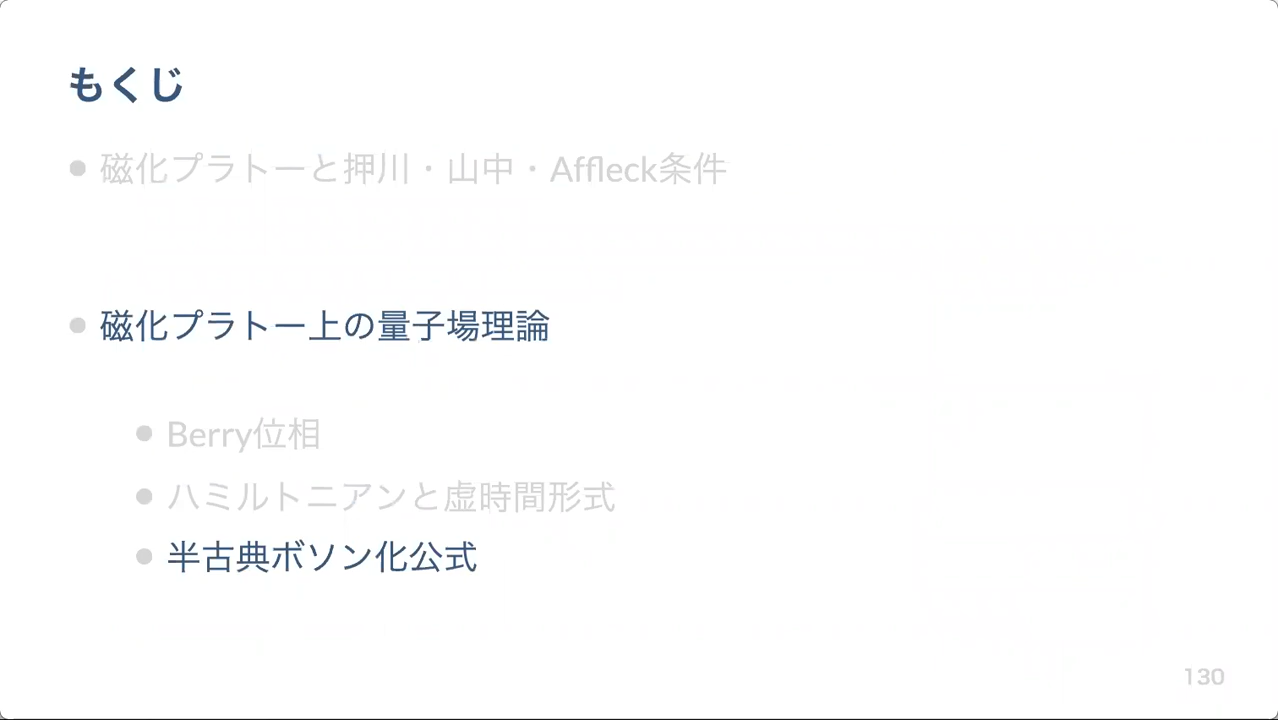 もくじ
磁化プラトーと押川・山中・Affleck条件
磁化プラトー上の量子場理論
Berry位相
ハミルトニアンと虚時間形式
半古典ボソン化公式
130